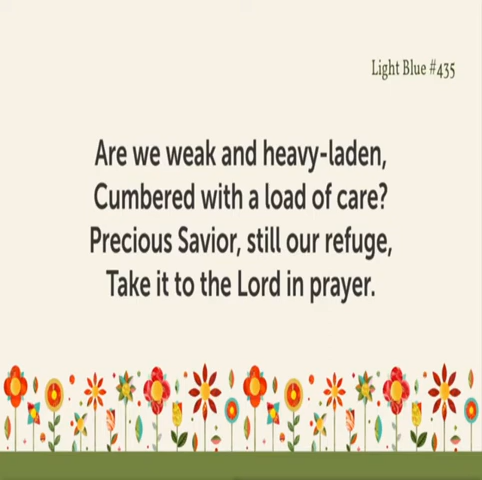 Light Blue #435
Are we weak and heavy-laden,
Cumbered with a load of care?
Precious Savior, still our refuge,
Take it to the Lord in prayer.